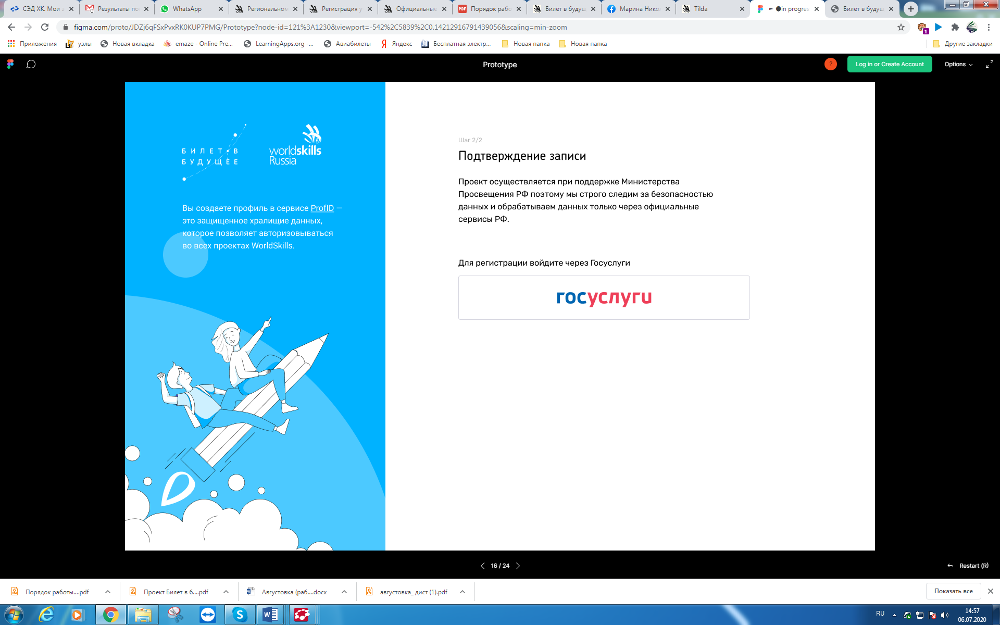 СЭД ХК. Мои з
Результаты по
WhatsApp
Региональном
Регистрация у
Официальные
Порядок рабо
Билет в будущ
Марина Нико
Tilda
in progres
Билет в будущ
figma.com/proto/JDZj6qFSxPvxRK0KUP7PMG/Prototype?node-id=121%3A1230&viewport=-542%2C5839%2C0.14212916791439056&scaling=min-zoom
Приложения
узлы
Новая вкладка
emaze - Online Pre...
LearningApps.org -...
Авиабилеты
Яндекс
Бесплатная электр...
Новая папка
Новая папка
Другие закладки
Prototype
?
Log in or Create Account
Options
БИЛЕТ В
БУДУЩЕЕ
worldskills
Russia
Вы создаете профиль в сервисе ProfID —
это защищенное хралищие данных,
которое позволяет авторизовываться
во всех проектах WorldSkills.
Шаг 2/2
Подтверждение записи
Проект осуществляется при поддержке Министерства
Просвещения РФ поэтому мы строго следим за безопасностью
данных и обрабатываем данных только через официальные
сервисы РФ.
Для регистрации войдите через Госуслуги
госуслуги
16 / 24
Restart (R)
Порядок работы....pdf
Проект Билет в б....pdf
Августовка (раб....docx
августовка_ дист (1).pdf
Показать все
RU
14:57
06.07.2020